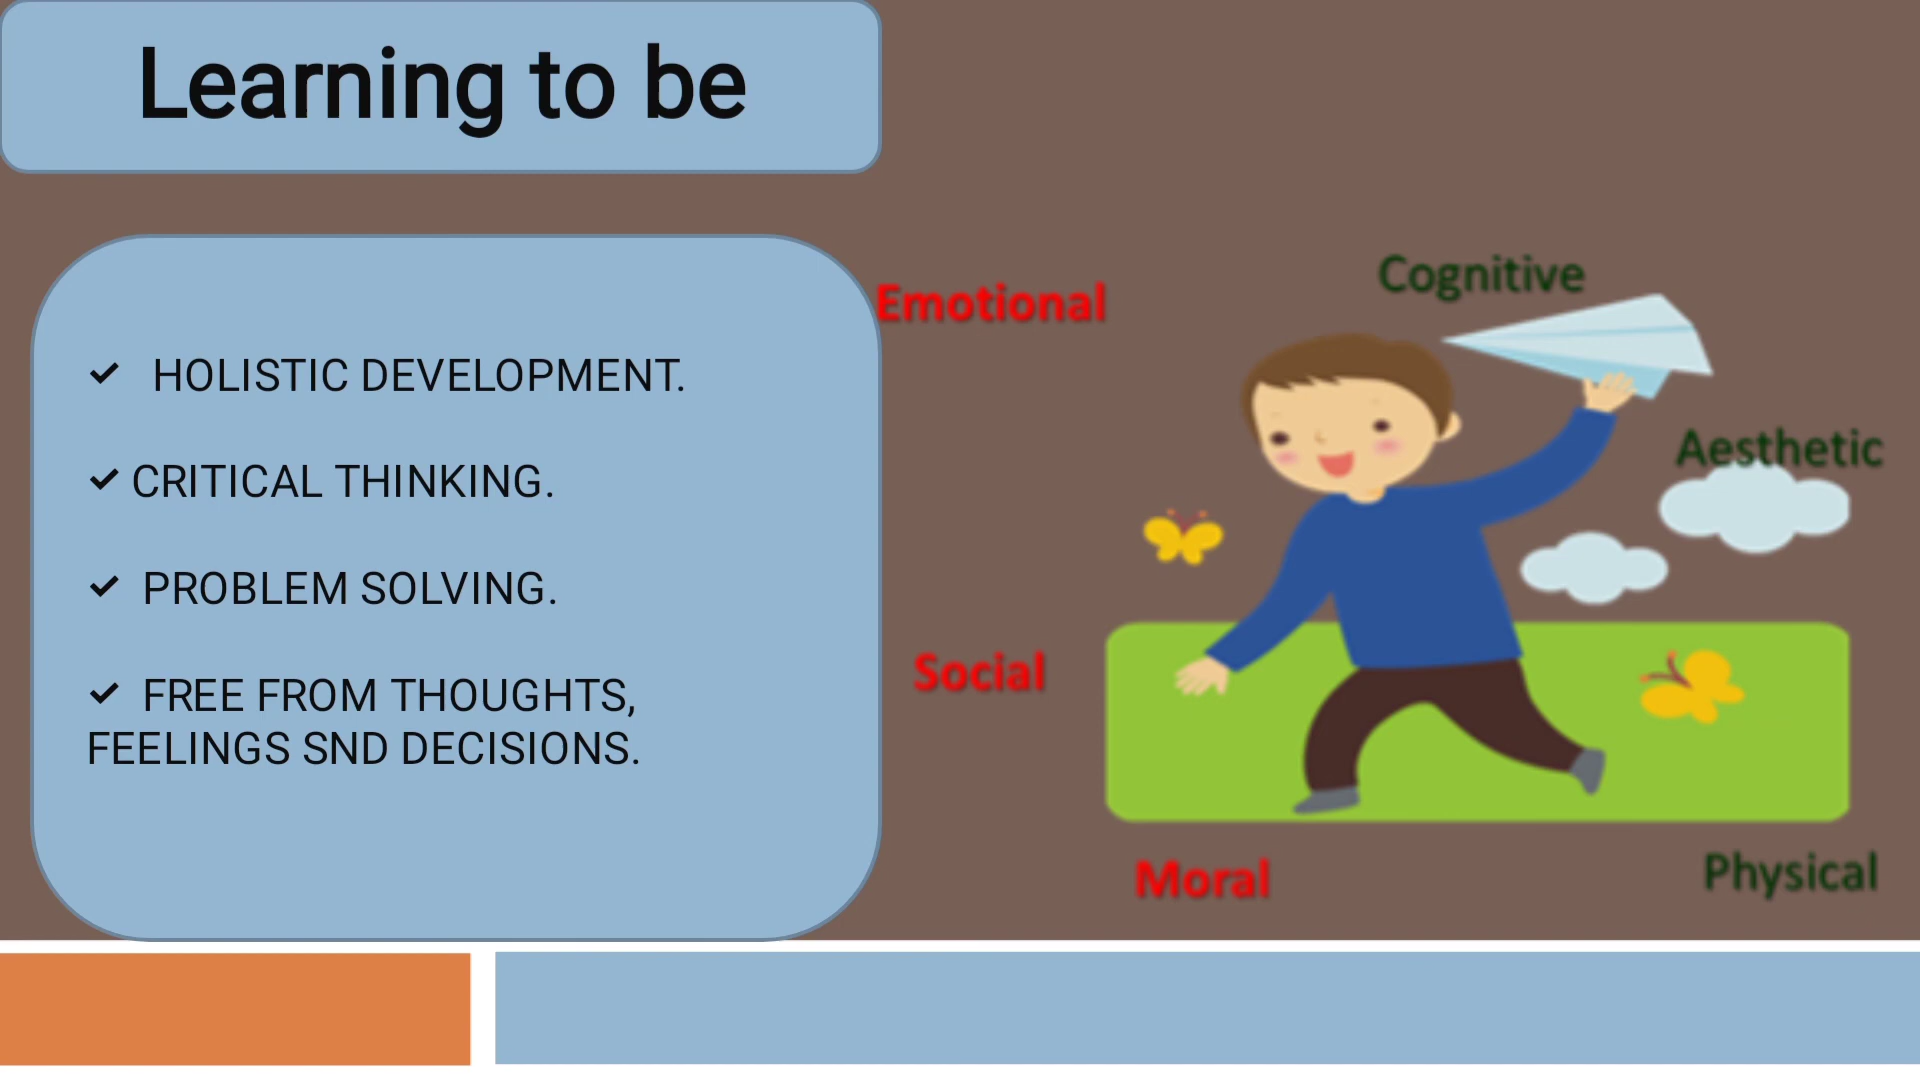 Learning to be
✓ HOLISTIC DEVELOPMENT.
✓ CRITICAL THINKING.
✓ PROBLEM SOLVING.
✓ FREE FROM THOUGHTS,
FEELINGS SND DECISIONS.
Emotional
Cognitive
Aesthetic
Social
Moral
Physical